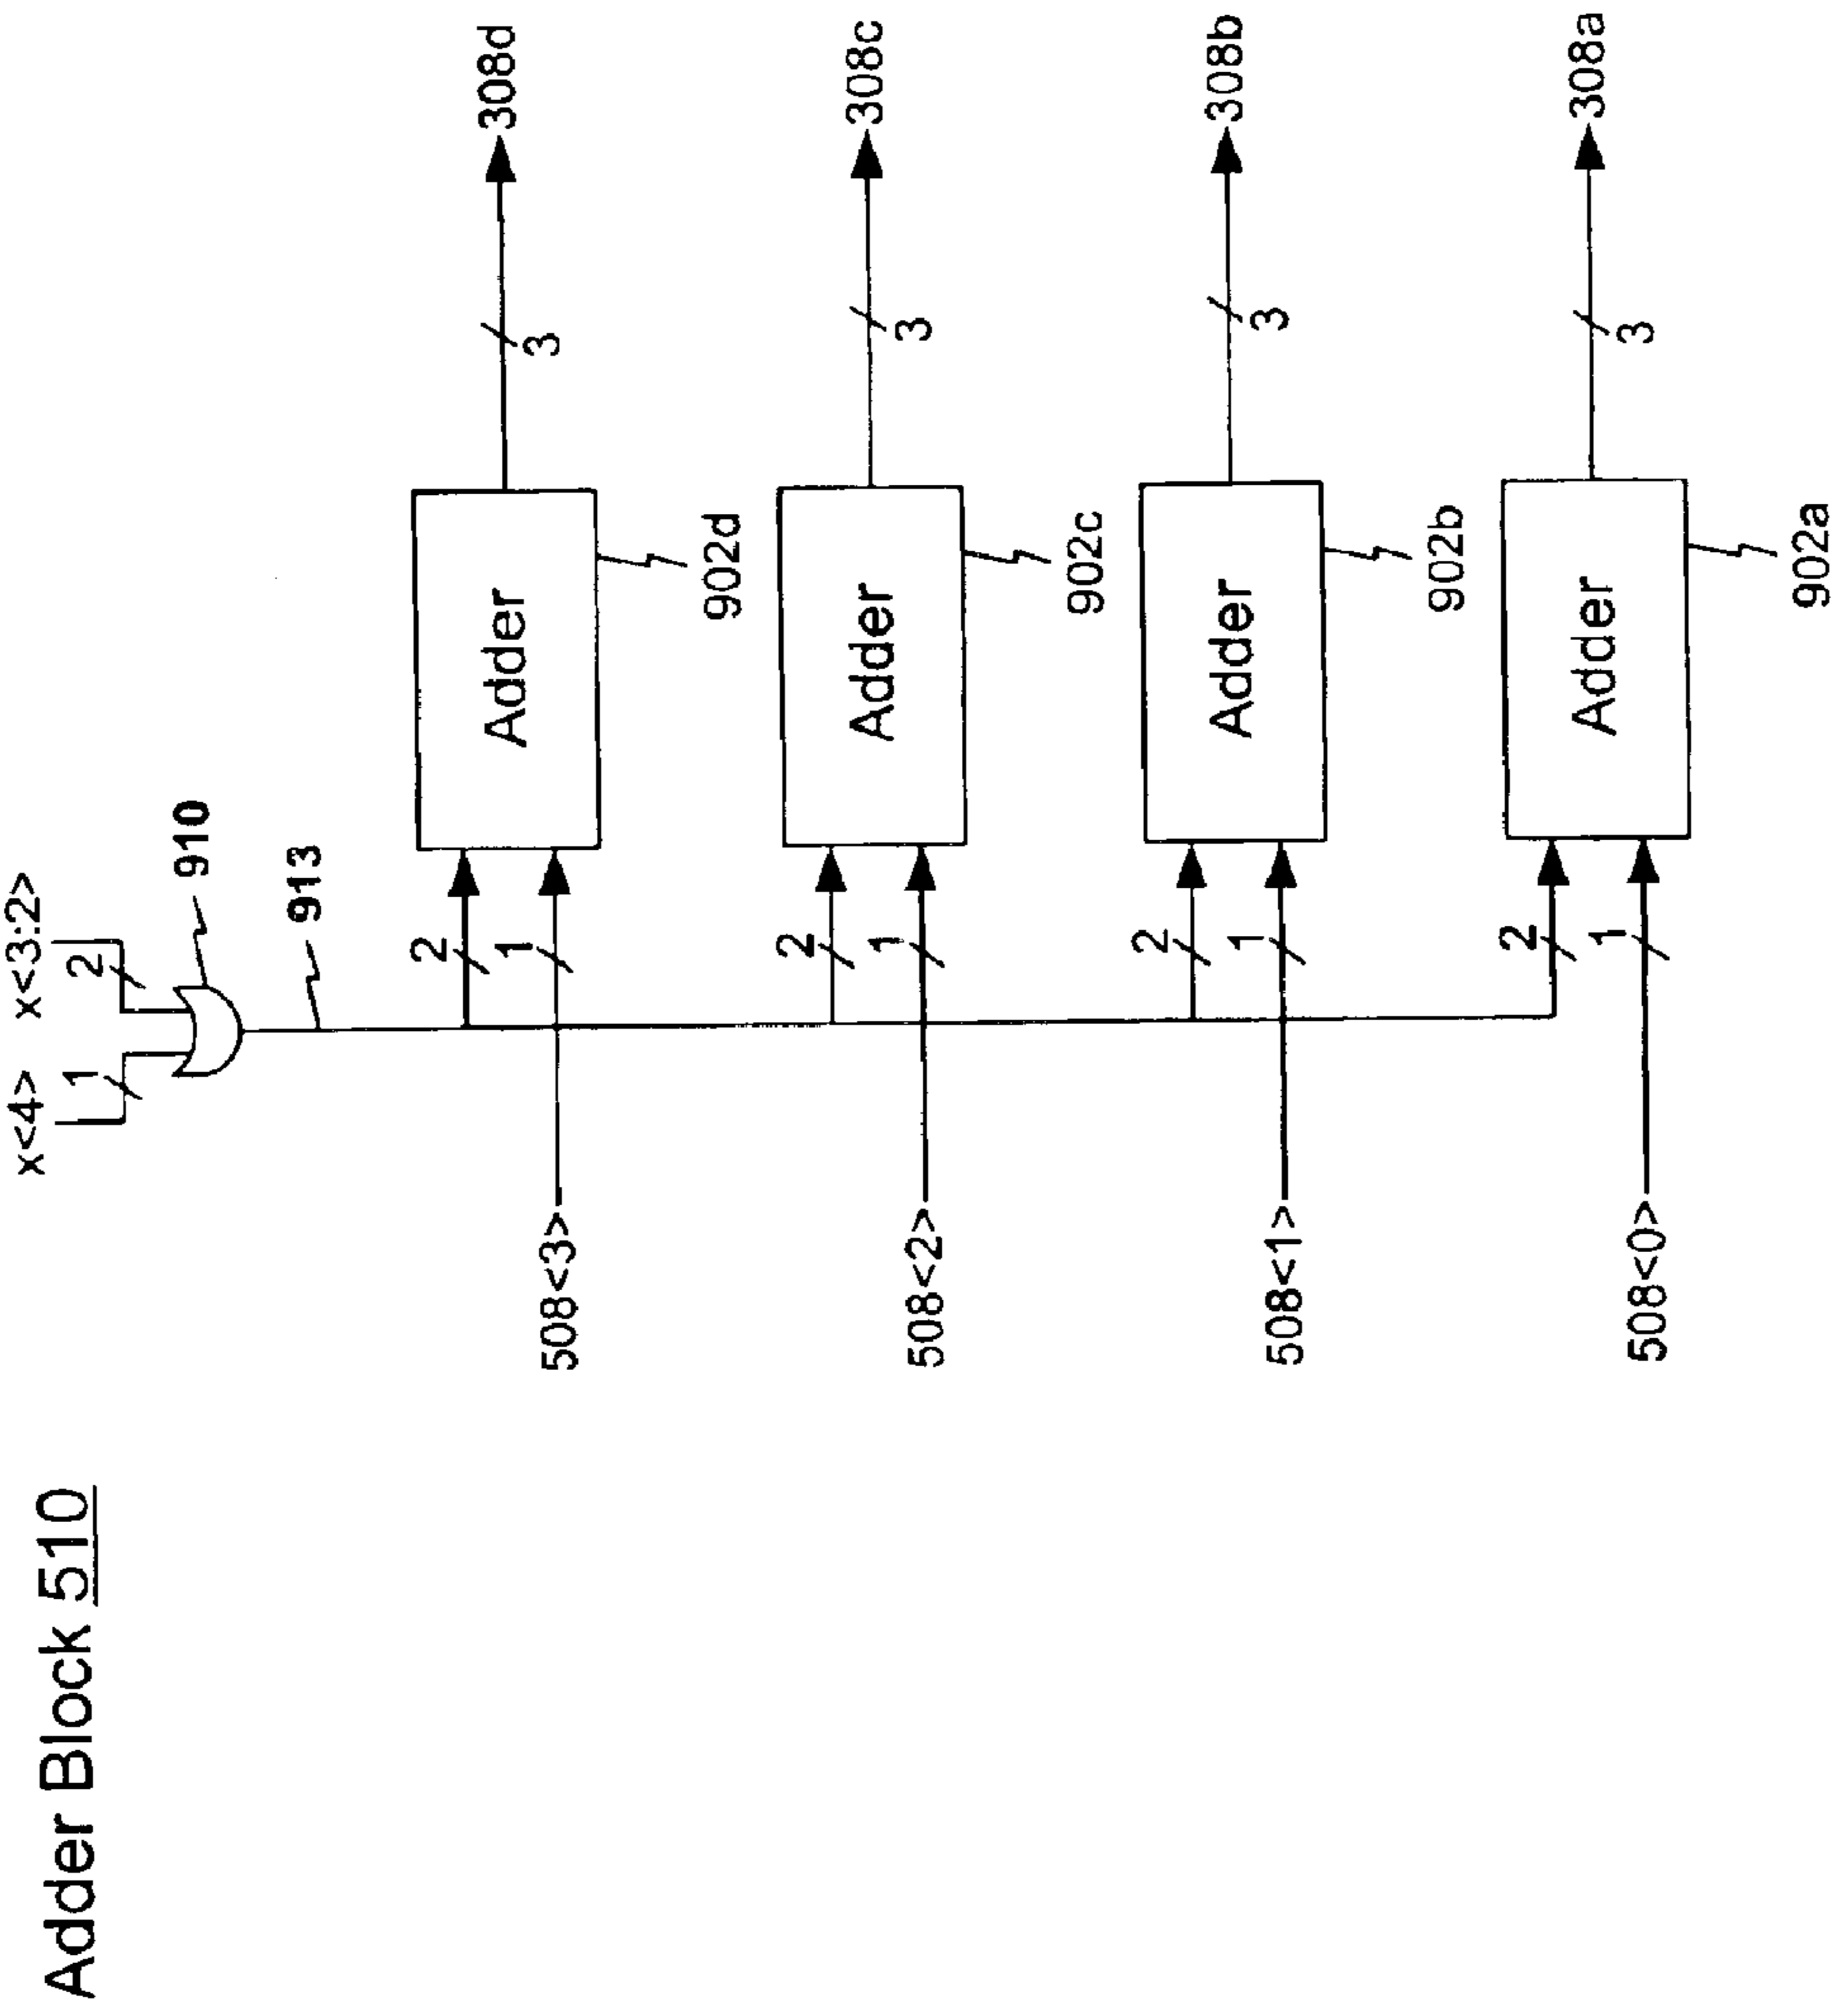 Adder Block 510
x<4>
x<3:2>
1
2
910
913
2
1
508<3>
Adder
3
308d
902d
2
1
508<2>
Adder
3
308c
902c
2
1
508<1>
Adder
3
308b
902b
2
1
508<0>
Adder
3
308a
902a